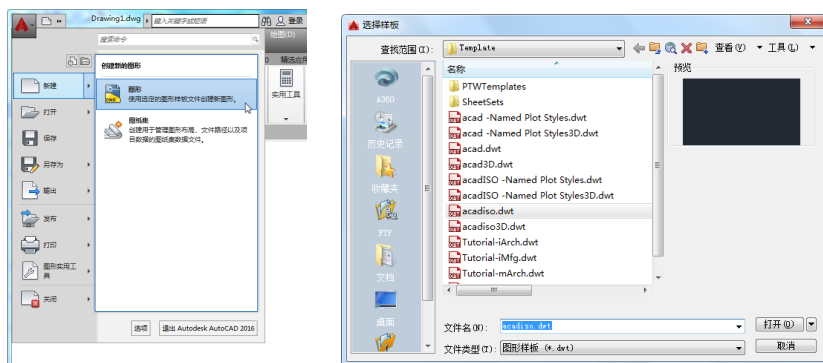 Drawing1.dwg
键入关键字或短语
登录
搜索命令
绘图(D)
创建新的图形
精选应用
新建
图形
使用选定的图形样板文件创建新图形。
实用工具
打开
图纸集
创建用于管理图形布局、文件路径以及项
目数据的图纸集数据文件。
保存
另存为
输出
发布
打印
图形实用工
具
关闭
选项
退出 Autodesk AutoCAD 2016
选择样板
查找范围(I):
Template
查看(V)
工具(L)
名称
预览
PTWTemplates
SheetSets
acad -Named Plot Styles.dwt
acad -Named Plot Styles3D.dwt
acad.dwt
acad3D.dwt
acadISO -Named Plot Styles.dwt
acadISO -Named Plot Styles3D.dwt
acadiso.dwt
acadiso3D.dwt
Tutorial-iArch.dwt
Tutorial-iMfg.dwt
Tutorial-mArch.dwt
A360
历史记录
收藏夹
FTP
文档
桌面
文件名(N):
acadiso.dwt
打开(O)
文件类型(T):
图形样板 (*.dwt)
取消